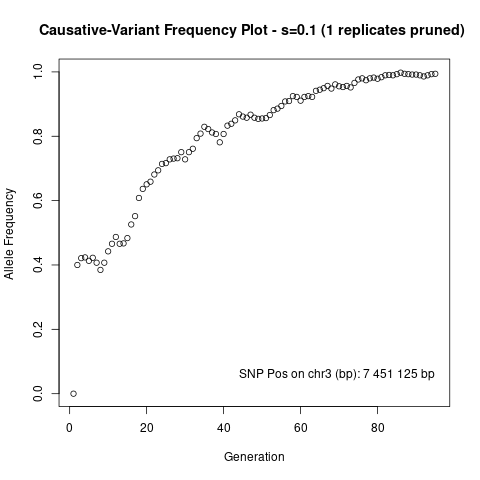 Causative-Variant Frequency Plot - s=0.1 (1 replicates pruned)
1.0
0.8
0.6
0.4
0.2
0.0
Allele Frequency
SNP Pos on chr3 (bp): 7 451 125 bp
0 20 40 60 80
Generation